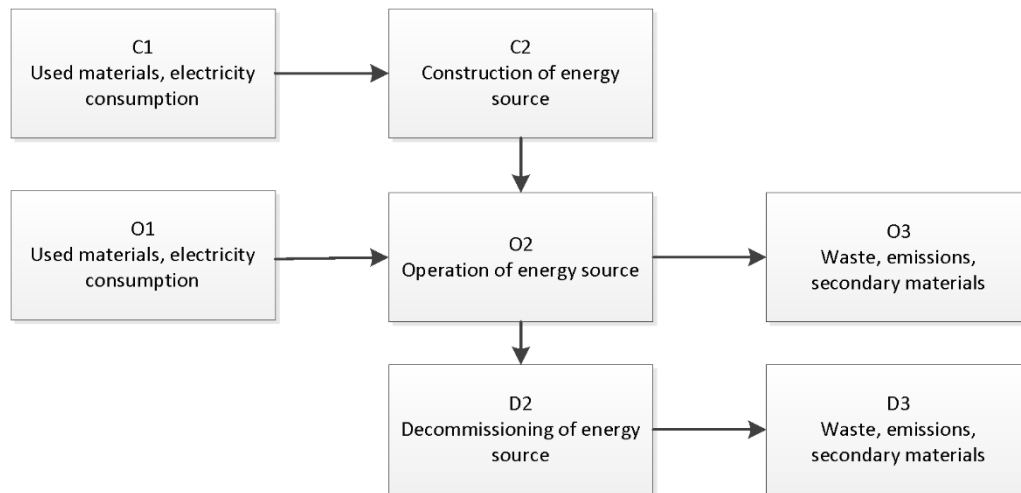 C1
Used materials, electricity
consumption
C2
Construction of energy
source
O1
Used materials, electricity
consumption
O2
Operation of energy source
O3
Waste, emissions,
secondary materials
D2
Decommissioning of energy
source
D3
Waste, emissions,
secondary materials